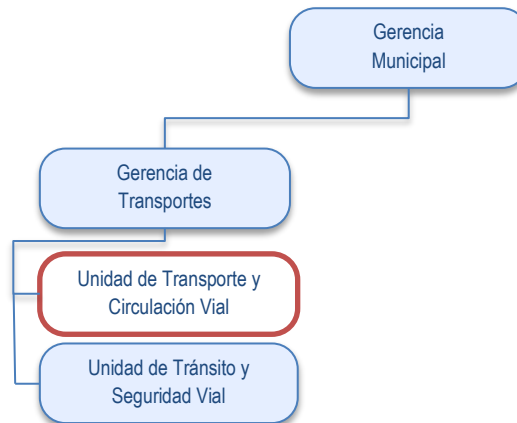 Gerencia
Municipal
Gerencia de
Transportes
Unidad de Transporte y
Circulación Vial
Unidad de Tránsito y
Seguridad Vial